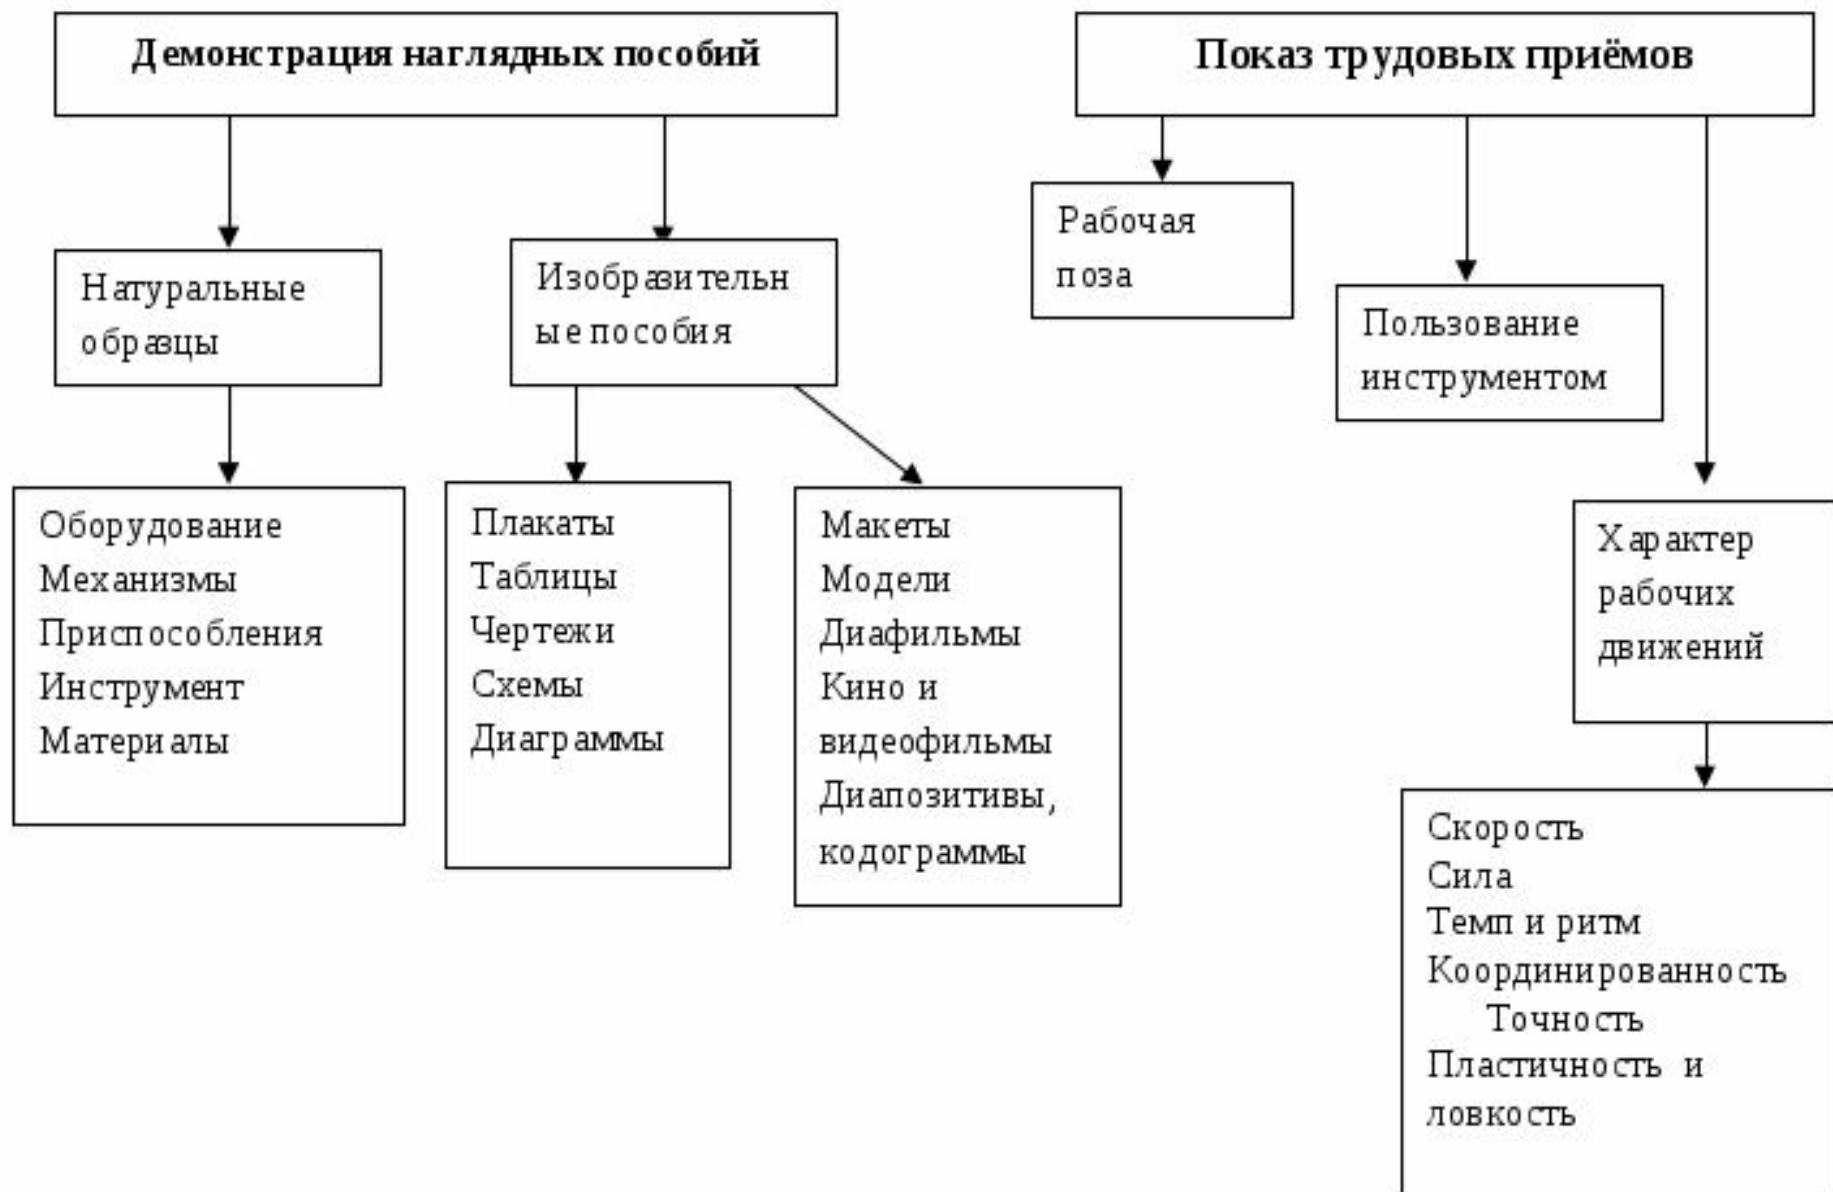 Демонстрация наглядных пособий
Показ трудовых приёмов
Натуральные
образцы
Изобразительн
ые пособия
Рабочая
поза
Пользование
инструментом
Оборудование
Механизмы
Приспособления
Инструмент
Материалы
Плакаты
Таблицы
Чертежи
Схемы
Диаграммы
Макеты
Модели
Диафильмы
Кино и
видеофильмы
Диапозитивы,
кодограммы
Характер
рабочих
движений
Скорость
Сила
Темп и ритм
Координированность
Точность
Пластичность и
ловкость